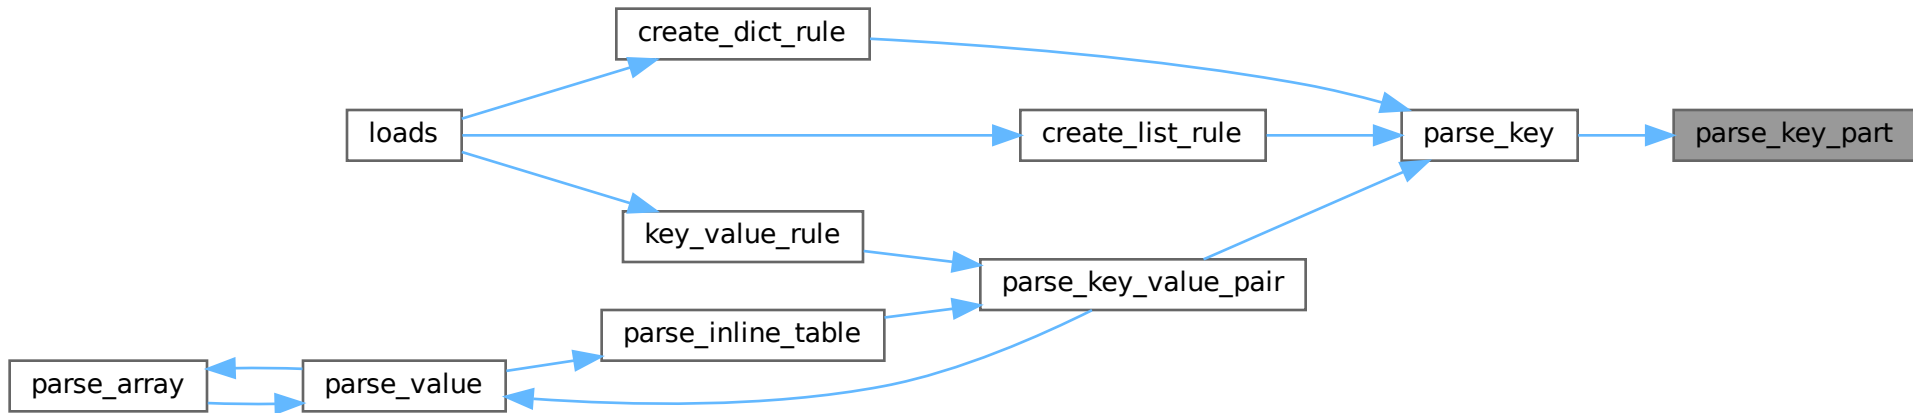 create_dict_rule
loads
create_list_rule
parse_key
parse_key_part
key_value_rule
parse_key_value_pair
parse_inline_table
parse_array
parse_value